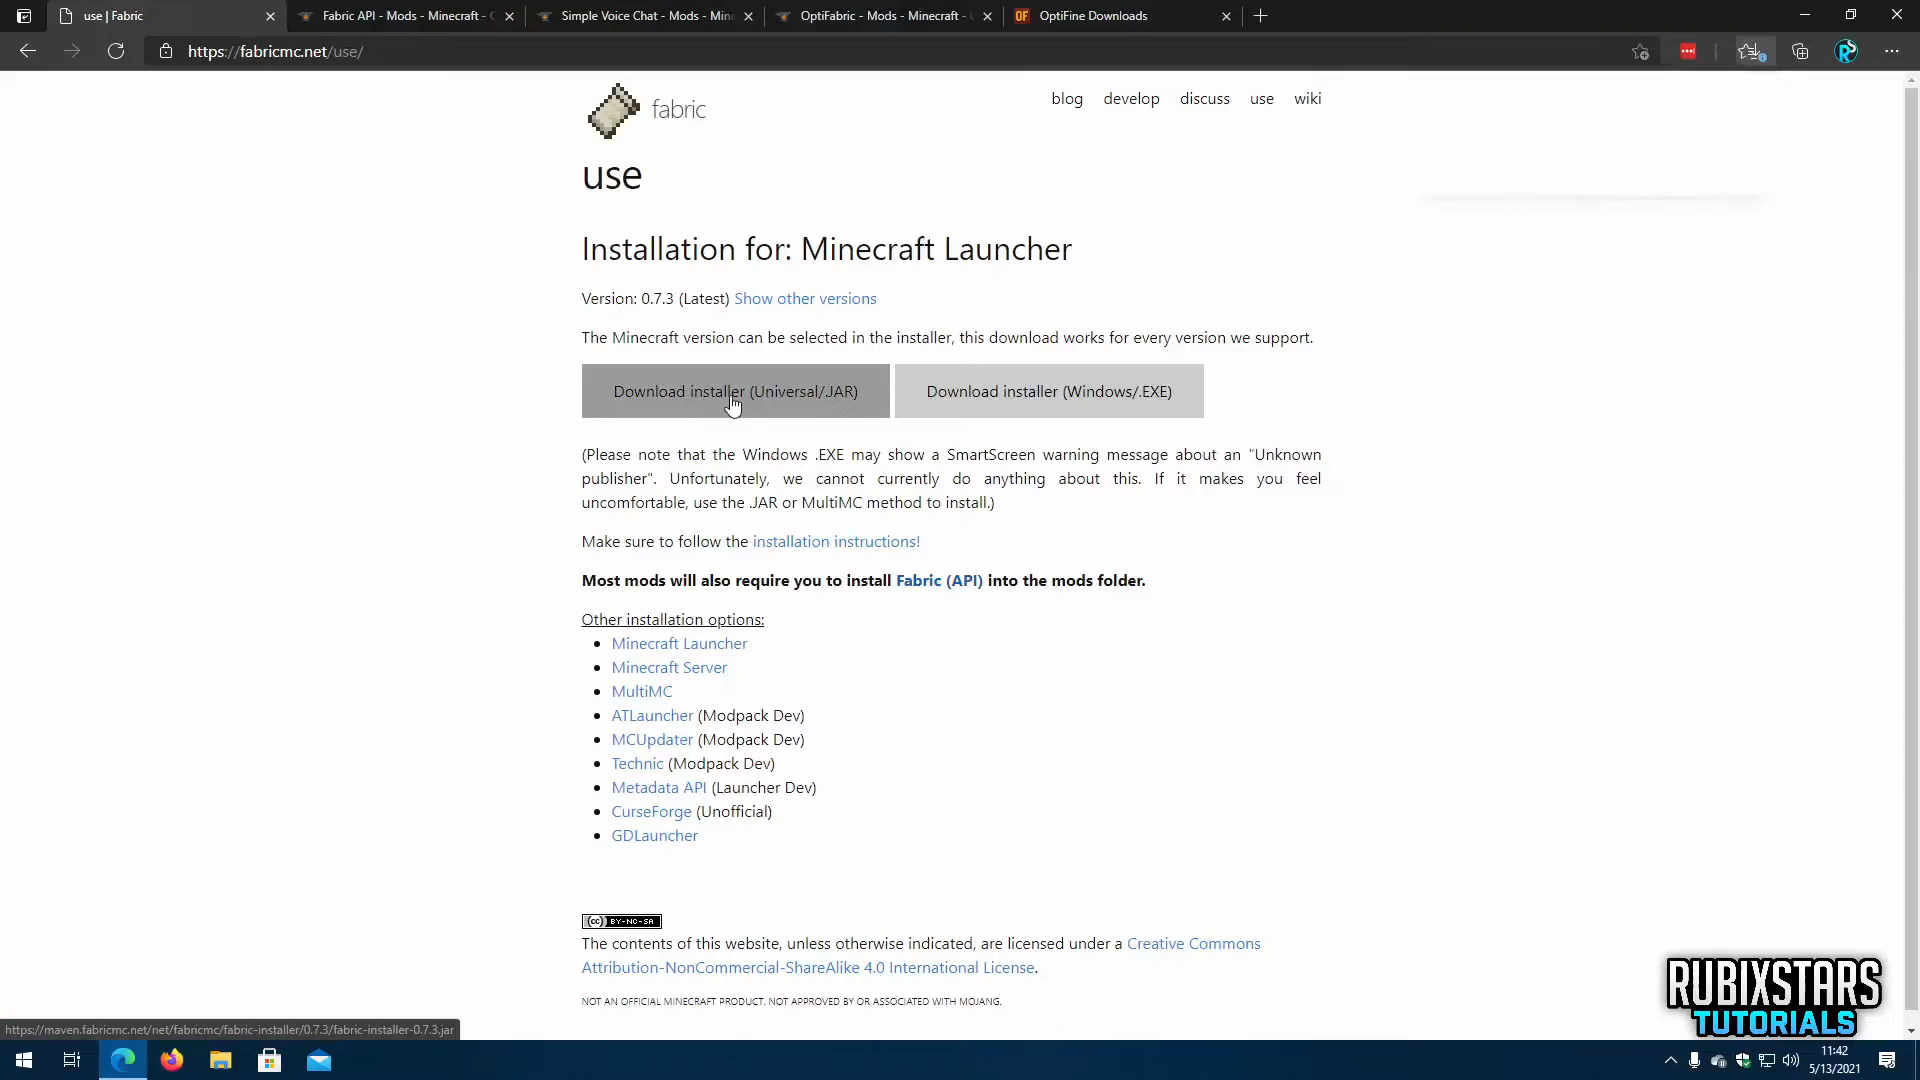 use | Fabric
Fabric API - Mods - Minecraft -
Simple Voice Chat - Mods - Min
OptiFabric - Mods - Minecraft -
OF OptiFine Downloads
https://fabricmc.net/use/
fabric
blog develop discuss use wiki
use
Installation for: Minecraft Launcher
Version: 0.7.3 (Latest) Show other versions
The Minecraft version can be selected in the installer, this download works for every version we support.
Download installer (Universal/.JAR)
Download installer (Windows/.EXE)
(Please note that the Windows .EXE may show a SmartScreen warning message about an "Unknown
publisher". Unfortunately, we cannot currently do anything about this. If it makes you feel
uncomfortable, use the .JAR or MultiMC method to install.)
Make sure to follow the installation instructions!
Most mods will also require you to install Fabric (API) into the mods folder.
Other installation options:
Minecraft Launcher
Minecraft Server
MultiMC
ATLauncher (Modpack Dev)
MCUpdater (Modpack Dev)
Technic (Modpack Dev)
Metadata API (Launcher Dev)
CurseForge (Unofficial)
GDLauncher
(cc) BY-NC-SA
The contents of this website, unless otherwise indicated, are licensed under a Creative Commons
Attribution-NonCommercial-ShareAlike 4.0 International License.
NOT AN OFFICIAL MINECRAFT PRODUCT. NOT APPROVED BY OR ASSOCIATED WITH MOJANG.
RUBIXSTARS
TUTORIALS
https://maven.fabricmc.net/net/fabricmc/fabric-installer/0.7.3/fabric-installer-0.7.3.jar
11:42
5/13/2021